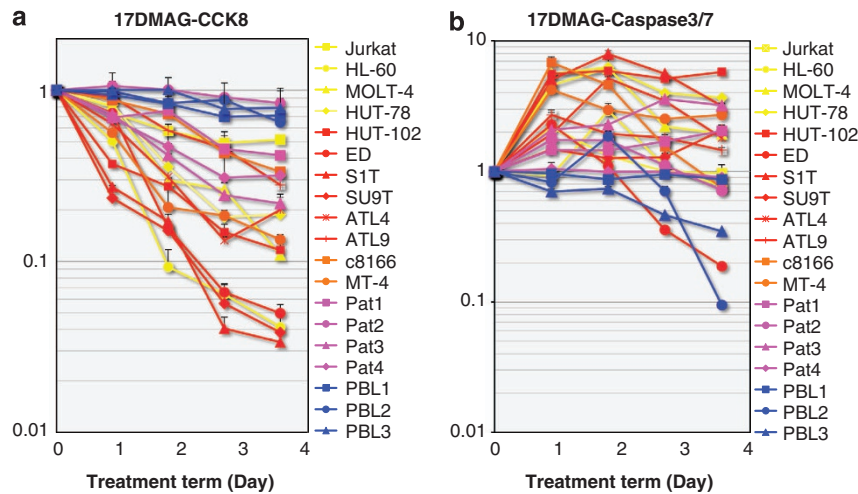 a
17DMAG-CCK8
1
0.1
0.01
0 1 2 3 4
Treatment term (Day)
Jurkat
HL-60
MOLT-4
HUT-78
HUT-102
ED
S1T
SU9T
ATL4
ATL9
c8166
MT-4
Pat1
Pat2
Pat3
Pat4
PBL1
PBL2
PBL3
b
17DMAG-Caspase3/7
10
1
0.1
0.01
0 1 2 3 4
Treatment term (Day)
Jurkat
HL-60
MOLT-4
HUT-78
HUT-102
ED
S1T
SU9T
ATL4
ATL9
c8166
MT-4
Pat1
Pat2
Pat3
Pat4
PBL1
PBL2
PBL3